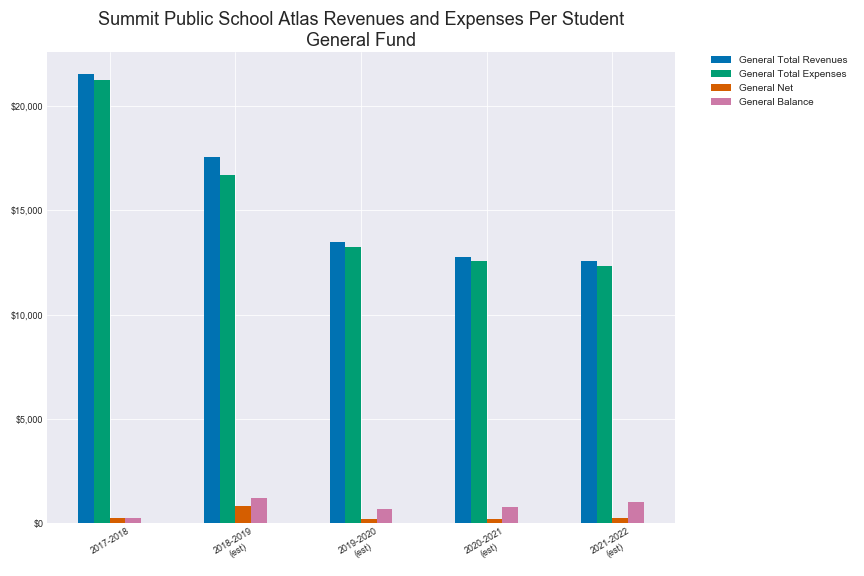 Summit Public School Atlas Revenues and Expenses Per Student
General Fund
General Total Revenues
General Total Expenses
General Net
General Balance
$20,000
$15,000
$10,000
$5,000
$0
2017-2018
2018-2019
(est)
2019-2020
(est)
2020-2021
(est)
2021-2022
(est)